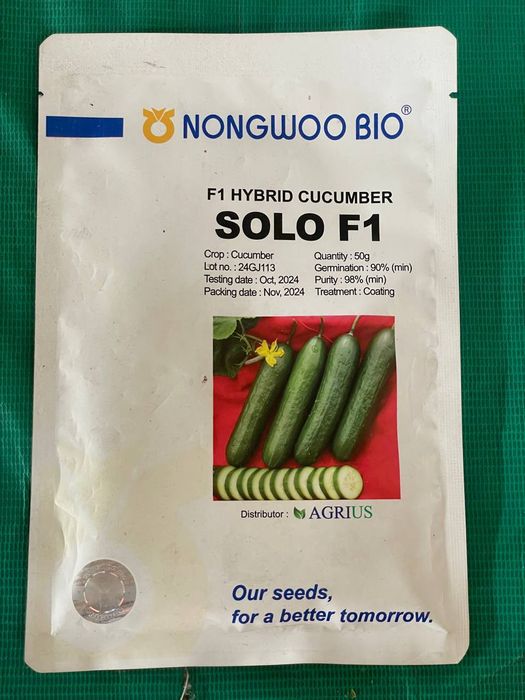 NONGWOO BIO®
F1 HYBRID CUCUMBER
SOLO F1
Crop : Cucumber
Lot no. : 24GJ113
Testing date : Oct, 2024
Packing date : Nov, 2024
Quantity : 50g
Germination : 90% (min)
Purity : 98% (min)
Treatment : Coating
Distributor : AGRIUS
Our seeds,
for a better tomorrow.